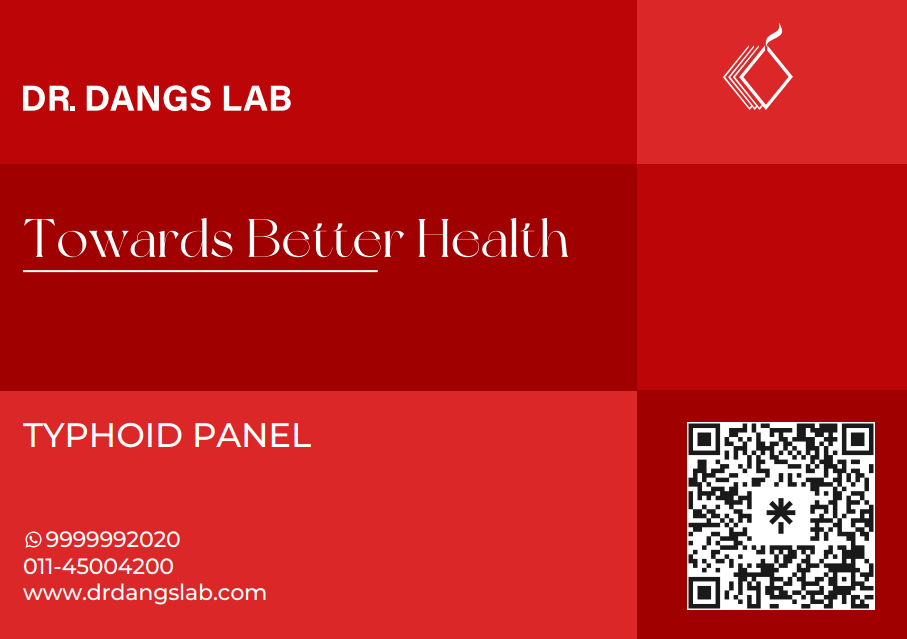 DR. DANGS LAB
Towards Better Health
TYPHOID PANEL
9999992020
011-45004200
www.drdangslab.com